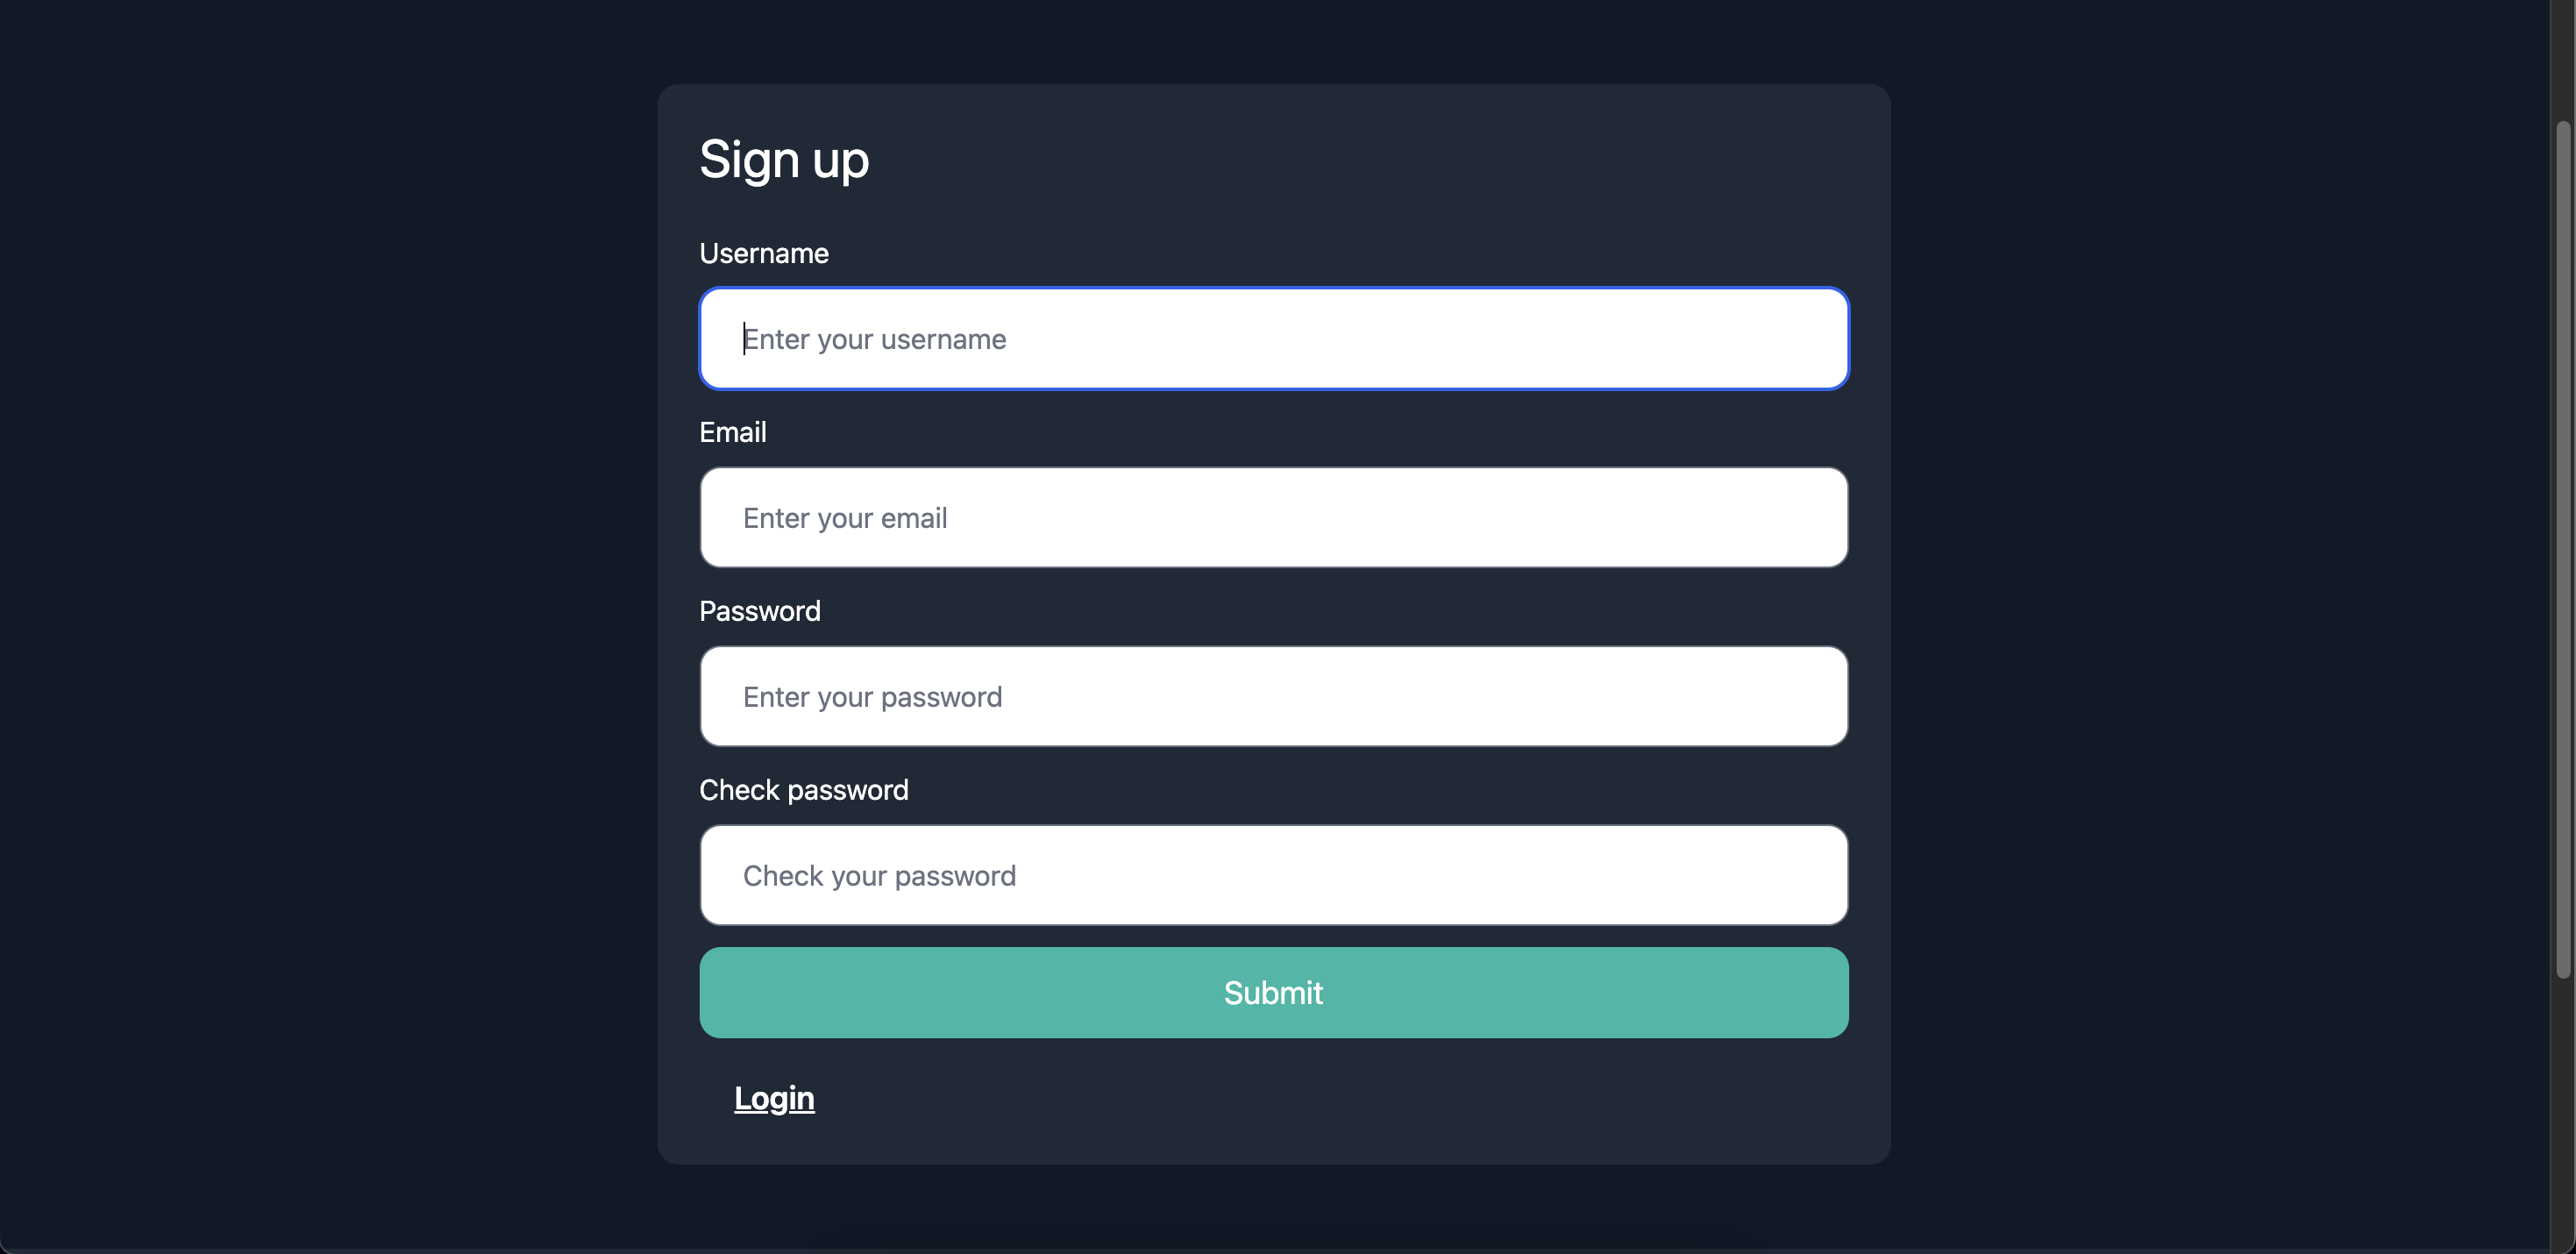 Sign up
Username
Enter your username
Email
Enter your email
Password
Enter your password
Check password
Check your password
Submit
Login